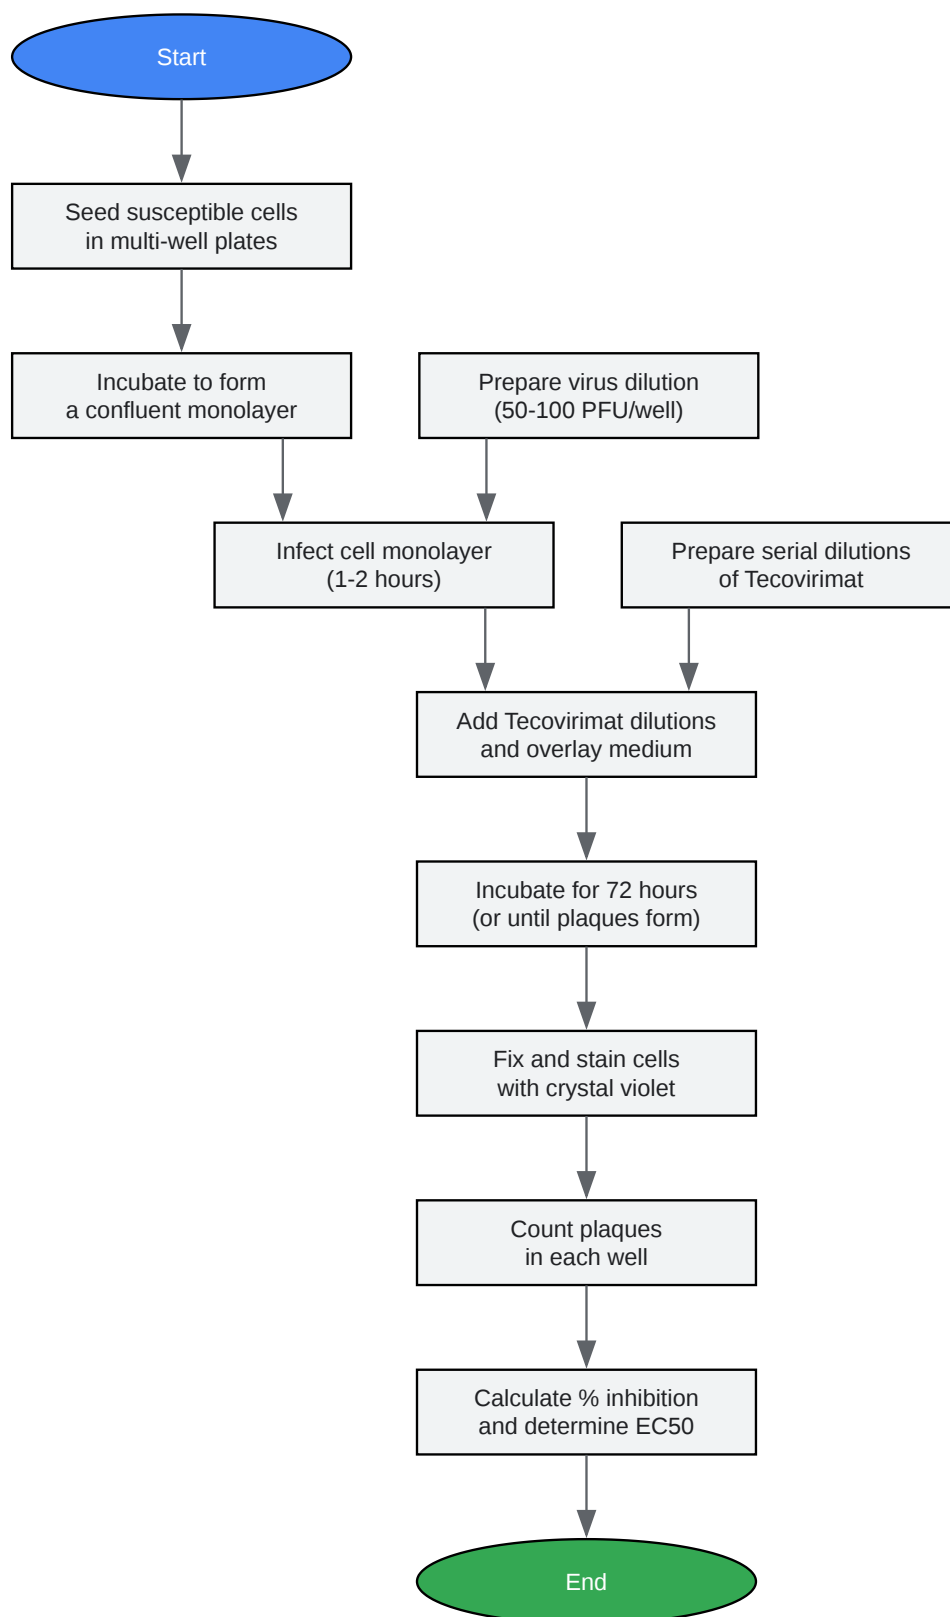 Start
Seed susceptible cells
in multi-well plates
Incubate to form
a confluent monolayer
Prepare virus dilution
(50-100 PFU/well)
Infect cell monolayer
(1-2 hours)
Prepare serial dilutions
of Tecovirimat
Add Tecovirimat dilutions
and overlay medium
Incubate for 72 hours
(or until plaques form)
Fix and stain cells
with crystal violet
Count plaques
in each well
Calculate % inhibition
and determine EC50
End